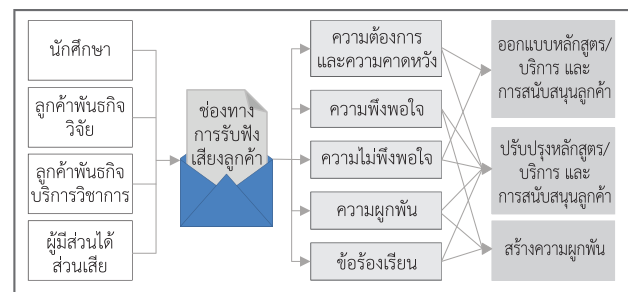 นักศึกษา
ลูกค้าพันธกิจ
วิจัย
ลูกค้าพันธกิจ
บริการวิชาการ
ผู้มีส่วนได้
ส่วนเสีย
ช่องทาง
การรับฟัง
เสียงลูกค้า
ความต้องการ
และความคาดหวัง
ความพึงพอใจ
ความไม่พึงพอใจ
ความผูกพัน
ข้อร้องเรียน
ออกแบบหลักสูตร/
บริการ และ
การสนับสนุนลูกค้า
ปรับปรุงหลักสูตร/
บริการ และ
การสนับสนุนลูกค้า
สร้างความผูกพัน